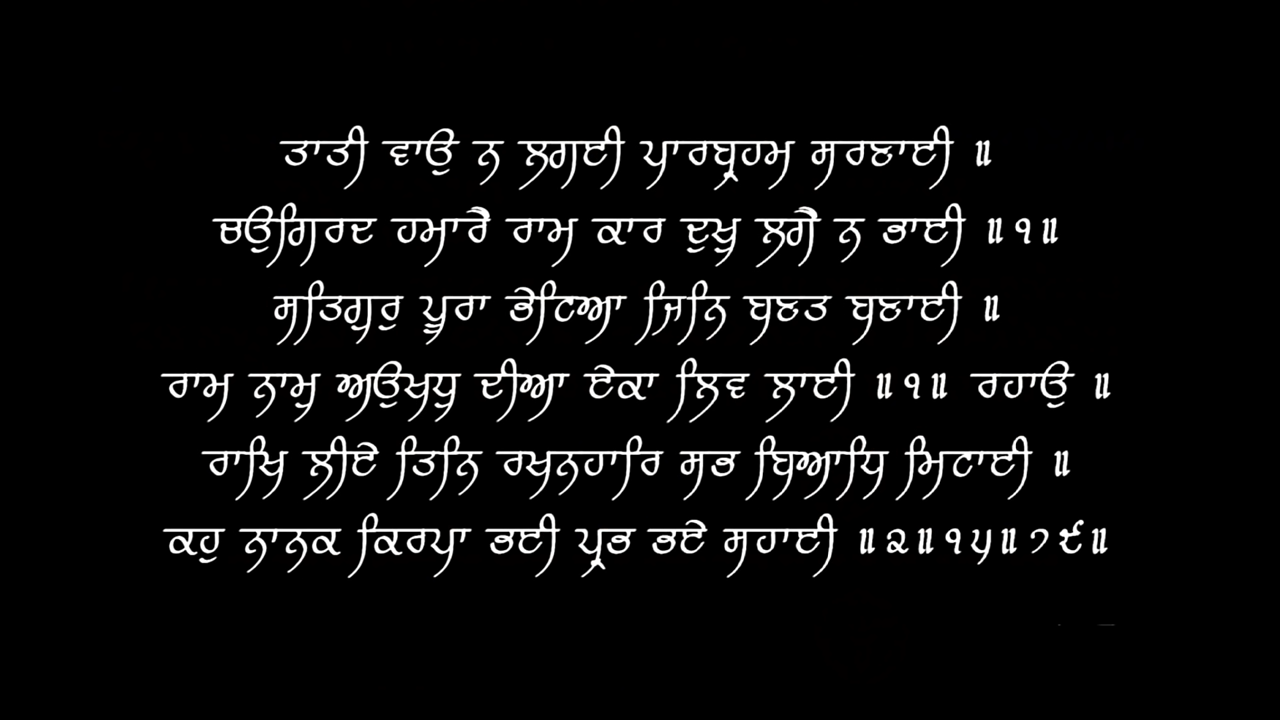 ਤਾਤੀ ਵਾਉ ਨ ਲਗਈ ਪਾਰਬ੍ਰਹਮ ਸਰਣਾਈ ॥
ਚਉਗਿਰਦ ਹਮਾਰੈ ਰਾਮ ਕਾਰ ਦੁਖੁ ਲਗੈ ਨ ਭਾਈ ॥੧॥
ਸਤਿਗੁਰੁ ਪੂਰਾ ਭੇਟਿਆ ਜਿਨਿ ਬਣਤ ਬਣਾਈ ॥
ਰਾਮ ਨਾਮੁ ਅਉਖਧੁ ਦੀਆ ਏਕਾ ਲਿਵ ਲਾਈ ॥੧॥ ਰਹਾਉ ॥
ਰਾਖਿ ਲੀਏ ਤਿਨਿ ਰਖਨਹਾਰਿ ਸਭ ਬਿਆਧਿ ਮਿਟਾਈ ॥
ਕਹੁ ਨਾਨਕ ਕਿਰਪਾ ਭਈ ਪ੍ਰਭ ਭਏ ਸਹਾਈ ॥੨॥੧੫॥੭੯॥